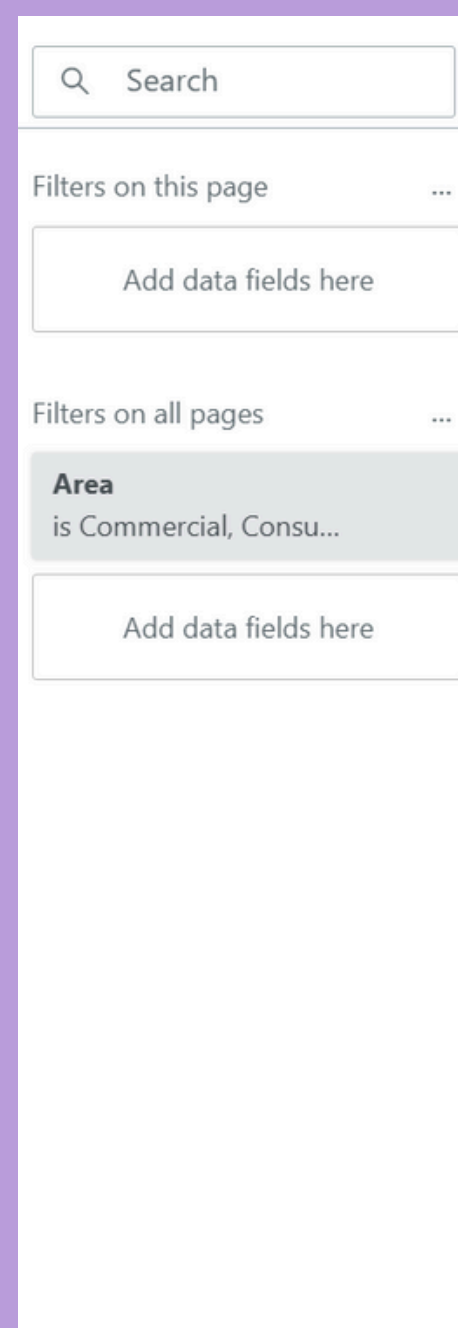 Search
Filters on this page ...
Add data fields here
Filters on all pages ...
Area
is Commercial, Consu...
Add data fields here